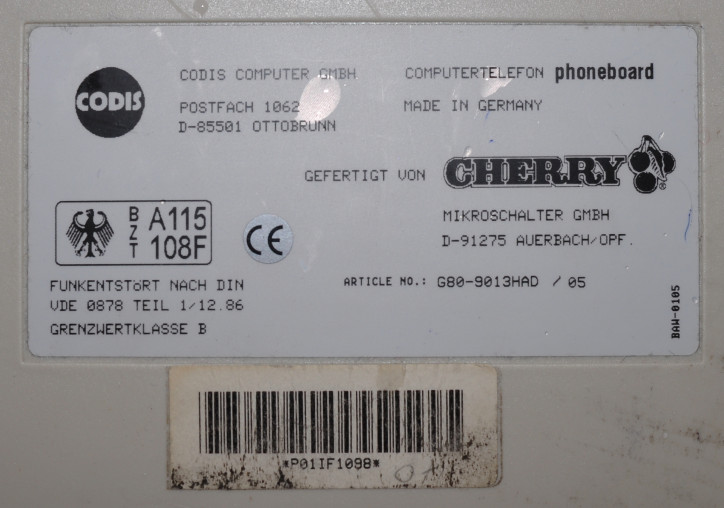 CODIS
CODIS COMPUTER GMBH
POSTFACH 1062
D-85501 OTTOBRUNN
COMPUTERTELEFON phoneboard
MADE IN GERMANY
GEFERTIGT VON CHERRY
MIKROSCHALTER GMBH
D-91275 AUERBACH/OPF.
BZT A115
108F
CE
FUNKENTSTÖRT NACH DIN
VDE 0878 TEIL 1/12.86
GRENZWERTKLASSE B
ARTICLE NO.: G80-9013HAD / 05
BAW-0105
*P01IF1098*